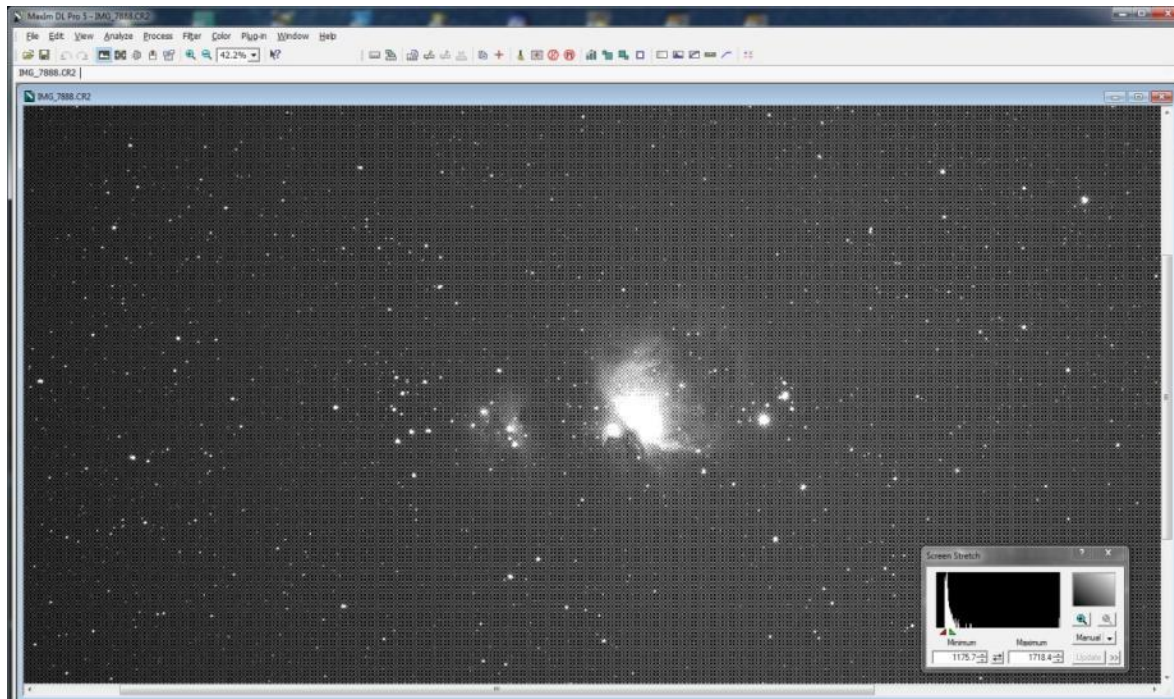 MaxIm DL Pro 5 - IMG_7888.CR2
File Edit View Analyze Process Filter Color Plug-in Window Help
42.2%
IMG_7888.CR2
IMG_7888.CR2
Screen Stretch
Minimum Maximum Manual
1175.7 1718.4 Update >>